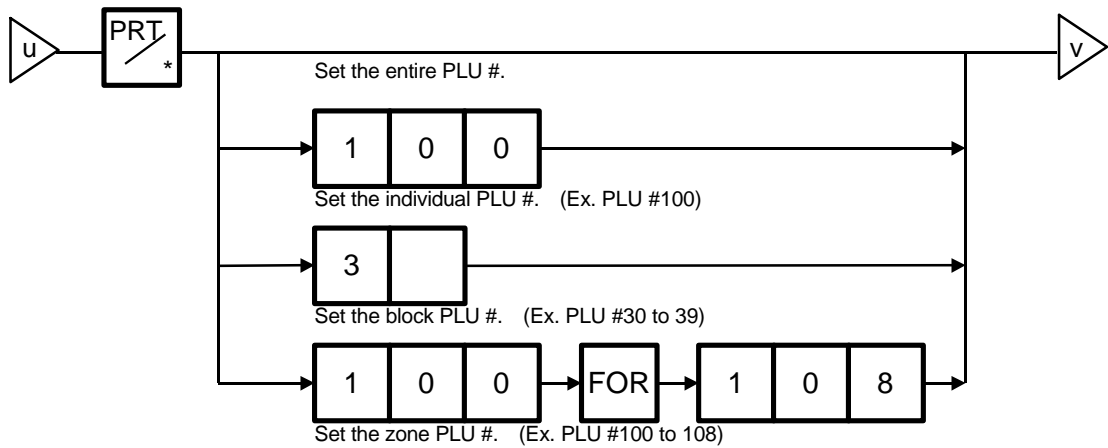 u PRT * v
Set the entire PLU #.
1 0 0
Set the individual PLU #. (Ex. PLU #100)
3
Set the block PLU #. (Ex. PLU #30 to 39)
1 0 0 FOR 1 0 8
Set the zone PLU #. (Ex. PLU #100 to 108)